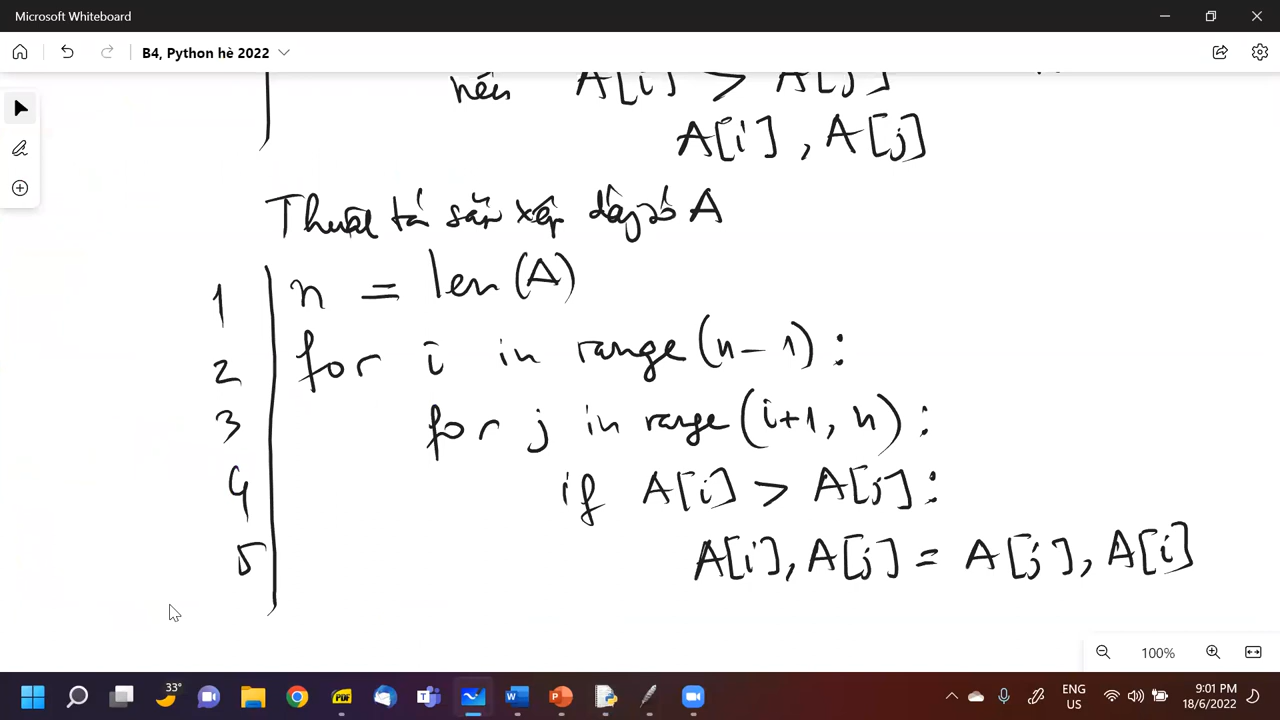 Microsoft Whiteboard
B4, Python hè 2022
nếu A[i] > A[j]
A[i], A[j]
Thuật tá sắp xếp dãy số A
1 n = len(A)
2 for i in range(n-1):
3 for j in range(i+1, n):
4 if A[i] > A[j]:
5 A[i], A[j] = A[j], A[i]
100%
33°
ENG
US
9:01 PM
18/6/2022